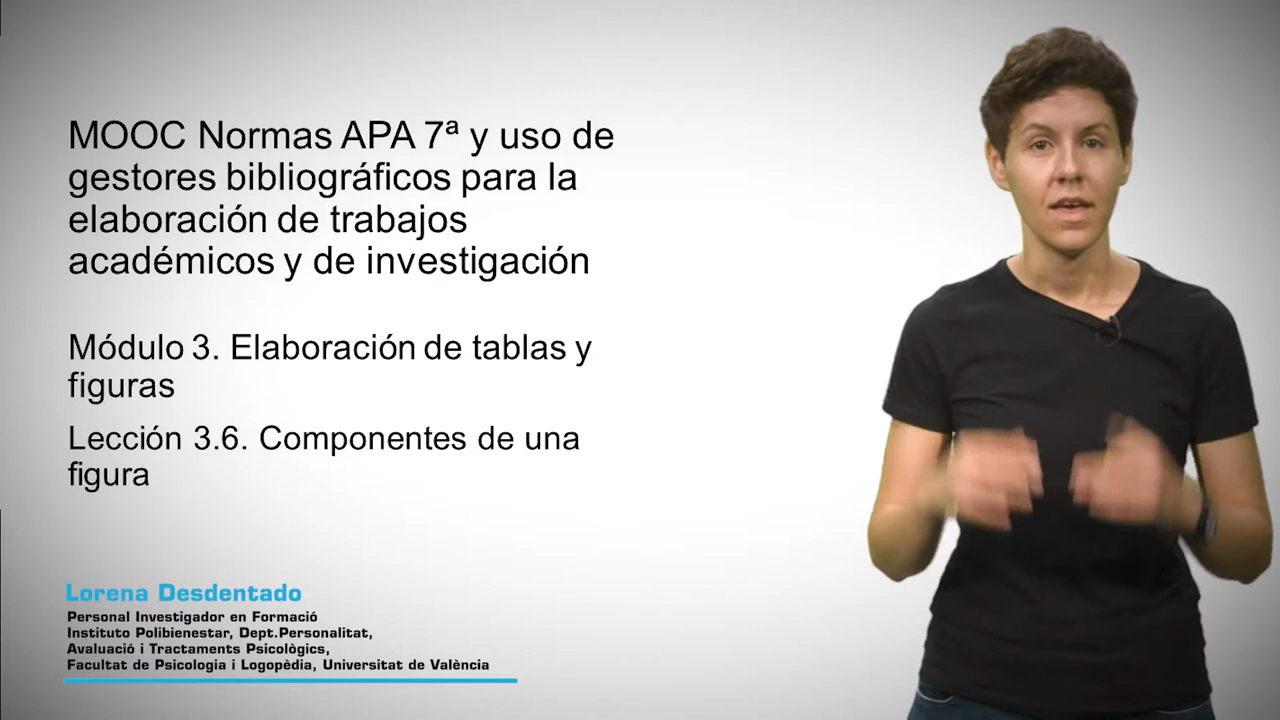 MOOC Normas APA 7ª y uso de
gestores bibliográficos para la
elaboración de trabajos
académicos y de investigación
Módulo 3. Elaboración de tablas y
figuras
Lección 3.6. Componentes de una
figura
Lorena Desdentado
Personal Investigador en Formació
Instituto Polibienestar, Dept.Personalitat,
Avaluació i Tractaments Psicològics,
Facultat de Psicologia i Logopèdia, Universitat de València